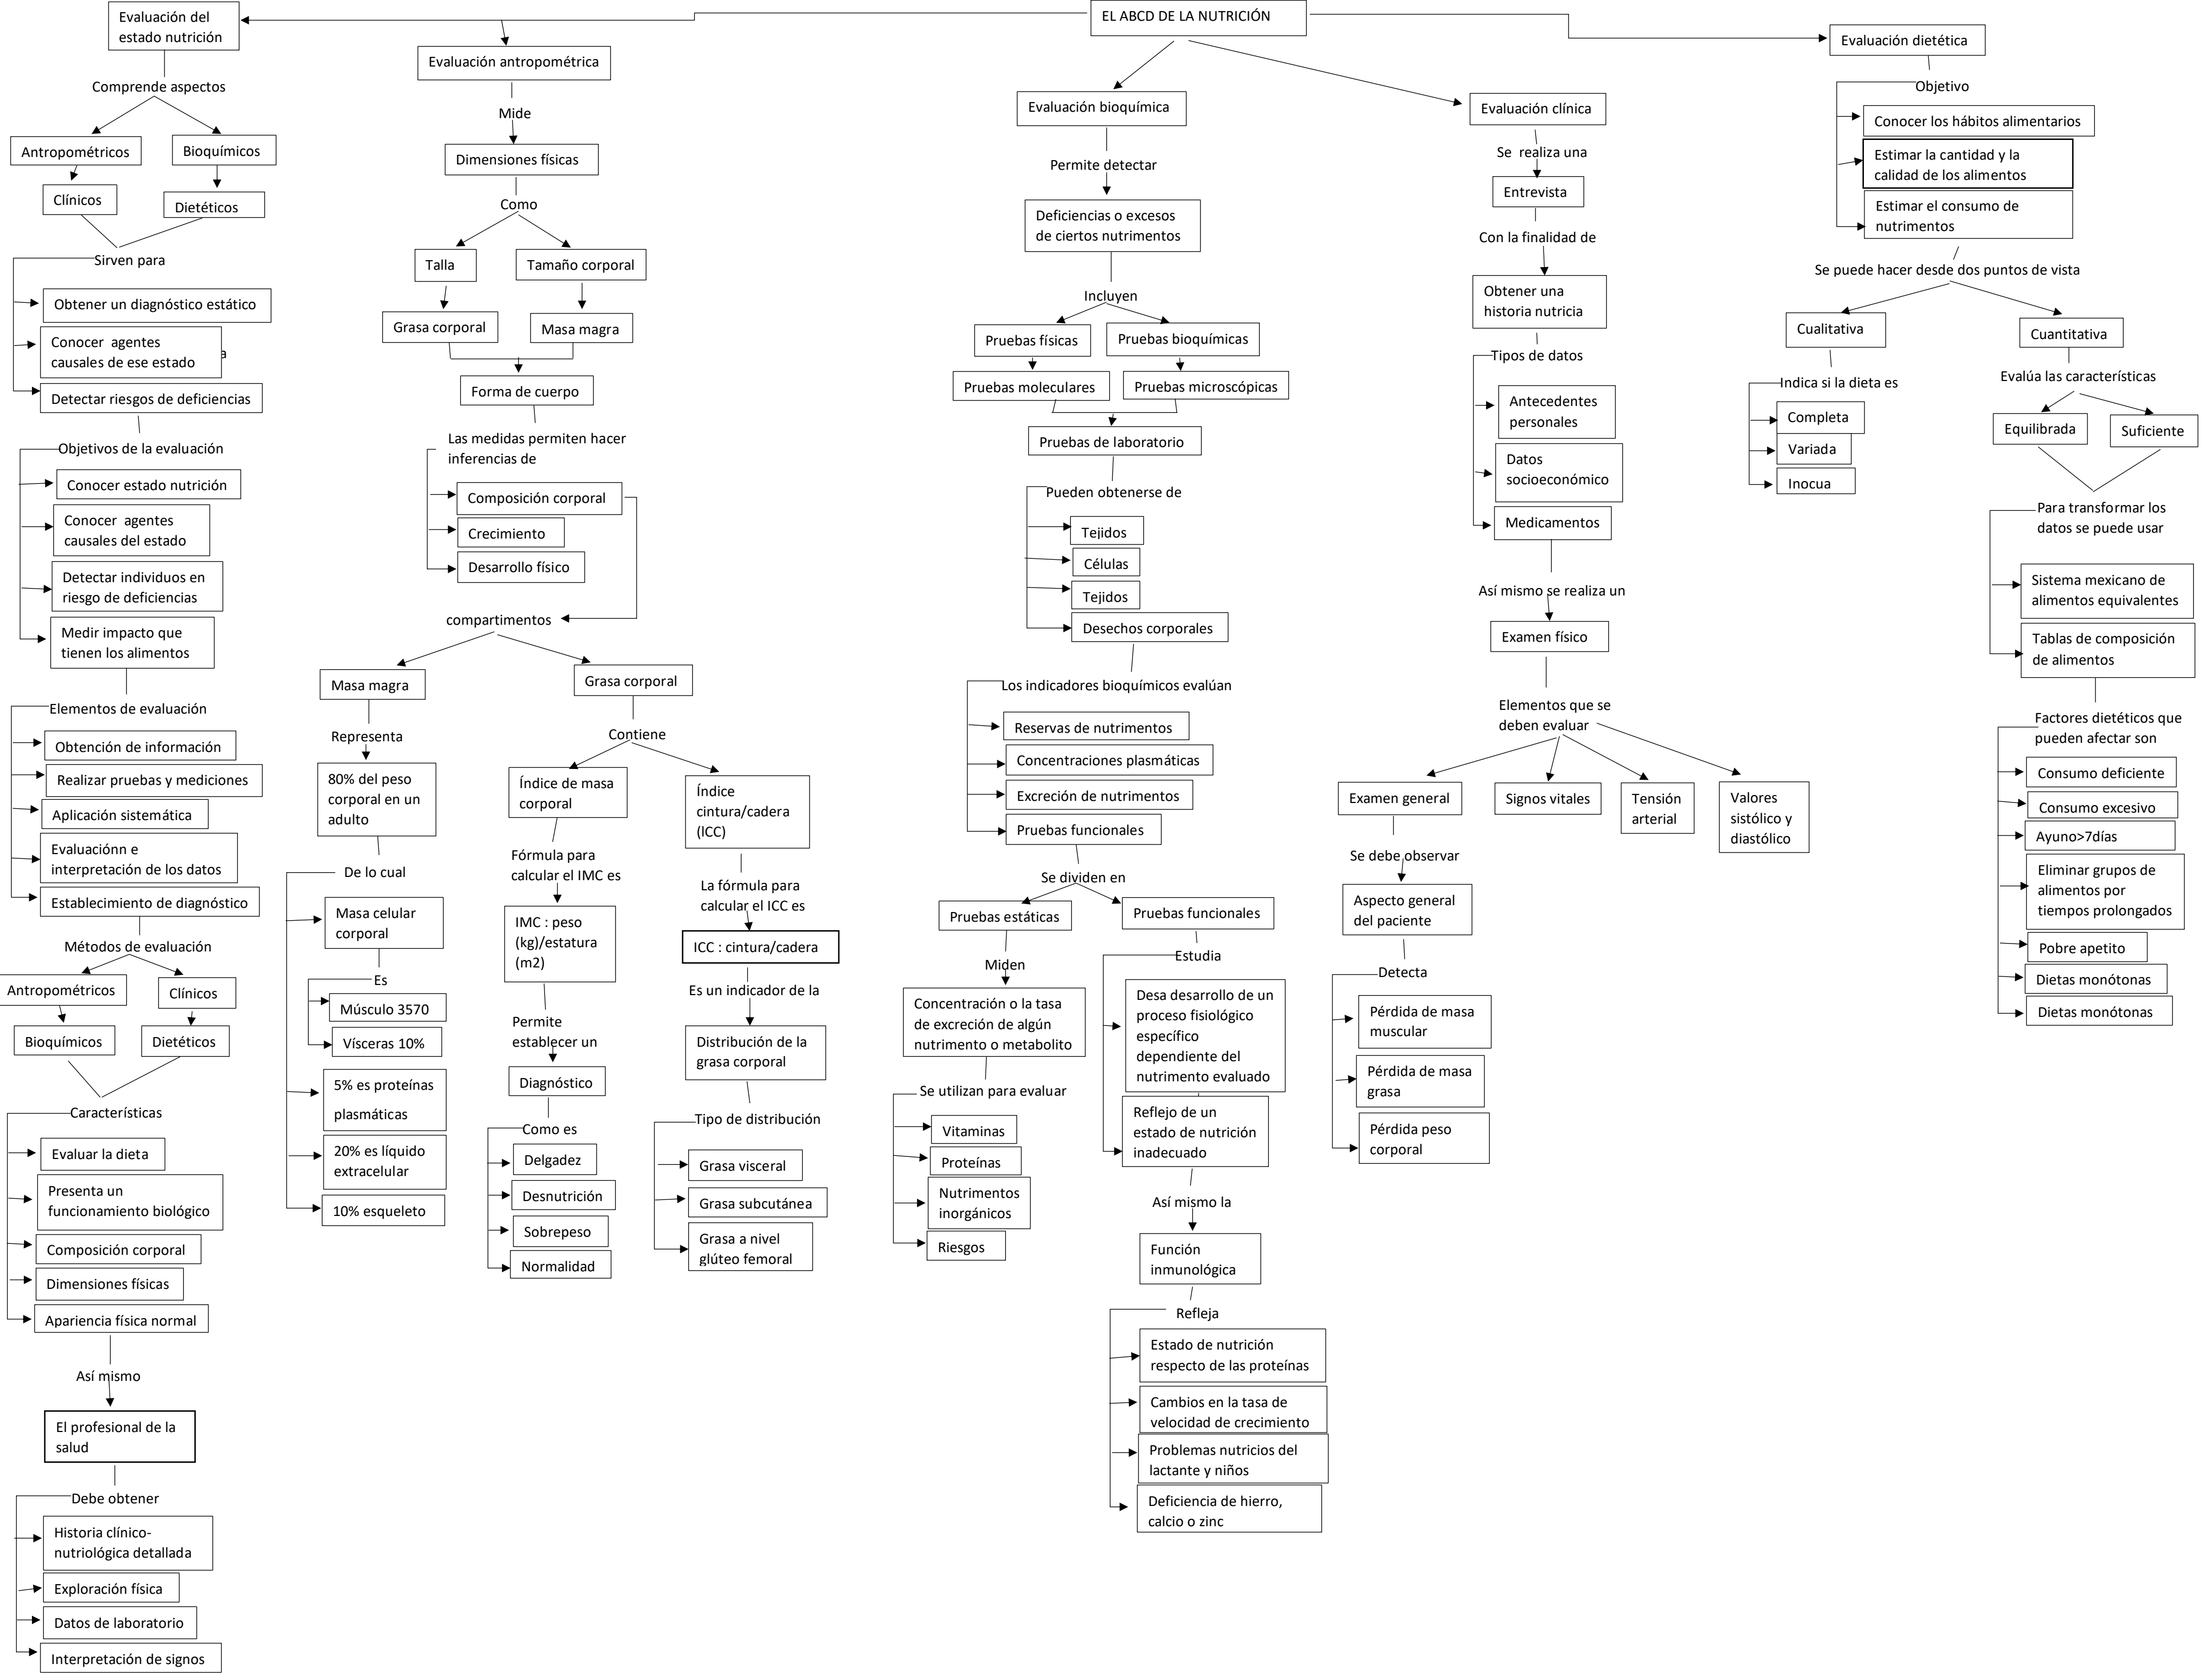 EL ABCD DE LA NUTRICIÓN
Evaluación del
estado nutrición
Comprende aspectos
Antropométricos
Bioquímicos
Clínicos
Dietéticos
Sirven para
Obtener un diagnóstico estático
Conocer agentes
causales de ese estado
a
Detectar riesgos de deficiencias
Objetivos de la evaluación
Conocer estado nutrición
Conocer agentes
causales del estado
Detectar individuos en
riesgo de deficiencias
Medir impacto que
tienen los alimentos
Elementos de evaluación
Obtención de información
Realizar pruebas y mediciones
Aplicación sistemática
Evaluaciónn e
interpretación de los datos
Establecimiento de diagnóstico
Métodos de evaluación
Antropométricos
Clínicos
Bioquímicos
Dietéticos
Características
Evaluar la dieta
Presenta un
funcionamiento biológico
Composición corporal
Dimensiones físicas
Apariencia física normal
Así mismo
El profesional de la
salud
Debe obtener
Historia clínico-
nutriológica detallada
Exploración física
Datos de laboratorio
Interpretación de signos
Evaluación antropométrica
Mide
Dimensiones físicas
Como
Talla
Tamaño corporal
Grasa corporal
Masa magra
Forma de cuerpo
Las medidas permiten hacer
inferencias de
Composición corporal
Crecimiento
Desarrollo físico
compartimentos
Masa magra
Grasa corporal
Representa
80% del peso
corporal en un
adulto
De lo cual
Masa celular
corporal
Es
Músculo 3570
Vísceras 10%
5% es proteínas
plasmáticas
20% es líquido
extracelular
10% esqueleto
Contiene
Índice de masa
corporal
Fórmula para
calcular el IMC es
IMC : peso
(kg)/estatura
(m2)
Permite
establecer un
Diagnóstico
Como es
Delgadez
Desnutrición
Sobrepeso
Normalidad
Índice
cintura/cadera
(ICC)
La fórmula para
calcular el ICC es
ICC : cintura/cadera
Es un indicador de la
Distribución de la
grasa corporal
Tipo de distribución
Grasa visceral
Grasa subcutánea
Grasa a nivel
glúteo femoral
Evaluación bioquímica
Permite detectar
Deficiencias o excesos
de ciertos nutrimentos
Incluyen
Pruebas físicas
Pruebas bioquímicas
Pruebas moleculares
Pruebas microscópicas
Pruebas de laboratorio
Pueden obtenerse de
Tejidos
Células
Tejidos
Desechos corporales
Los indicadores bioquímicos evalúan
Reservas de nutrimentos
Concentraciones plasmáticas
Excreción de nutrimentos
Pruebas funcionales
Se dividen en
Pruebas estáticas
Pruebas funcionales
Miden
Concentración o la tasa
de excreción de algún
nutrimento o metabolito
Se utilizan para evaluar
Vitaminas
Proteínas
Nutrimentos
inorgánicos
Riesgos
Estudia
Desa desarrollo de un
proceso fisiológico
específico
dependiente del
nutrimento evaluado
Reflejo de un
estado de nutrición
inadecuado
Así mismo la
Función
inmunológica
Refleja
Estado de nutrición
respecto de las proteínas
Cambios en la tasa de
velocidad de crecimiento
Problemas nutricios del
lactante y niños
Deficiencia de hierro,
calcio o zinc
Evaluación clínica
Se realiza una
Entrevista
Con la finalidad de
Obtener una
historia nutricia
Tipos de datos
Antecedentes
personales
Datos
socioeconómico
Medicamentos
Así mismo se realiza un
Examen físico
Elementos que se
deben evaluar
Examen general
Signos vitales
Tensión
arterial
Valores
sistólico y
diastólico
Se debe observar
Aspecto general
del paciente
Detecta
Pérdida de masa
muscular
Pérdida de masa
grasa
Pérdida peso
corporal
Evaluación dietética
Objetivo
Conocer los hábitos alimentarios
Estimar la cantidad y la
calidad de los alimentos
Estimar el consumo de
nutrimentos
Se puede hacer desde dos puntos de vista
Cualitativa
Cuantitativa
Indica si la dieta es
Completa
Variada
Inocua
Evalúa las características
Equilibrada
Suficiente
Para transformar los
datos se puede usar
Sistema mexicano de
alimentos equivalentes
Tablas de composición
de alimentos
Factores dietéticos que
pueden afectar son
Consumo deficiente
Consumo excesivo
Ayuno>7días
Eliminar grupos de
alimentos por
tiempos prolongados
Pobre apetito
Dietas monótonas
Dietas monótonas